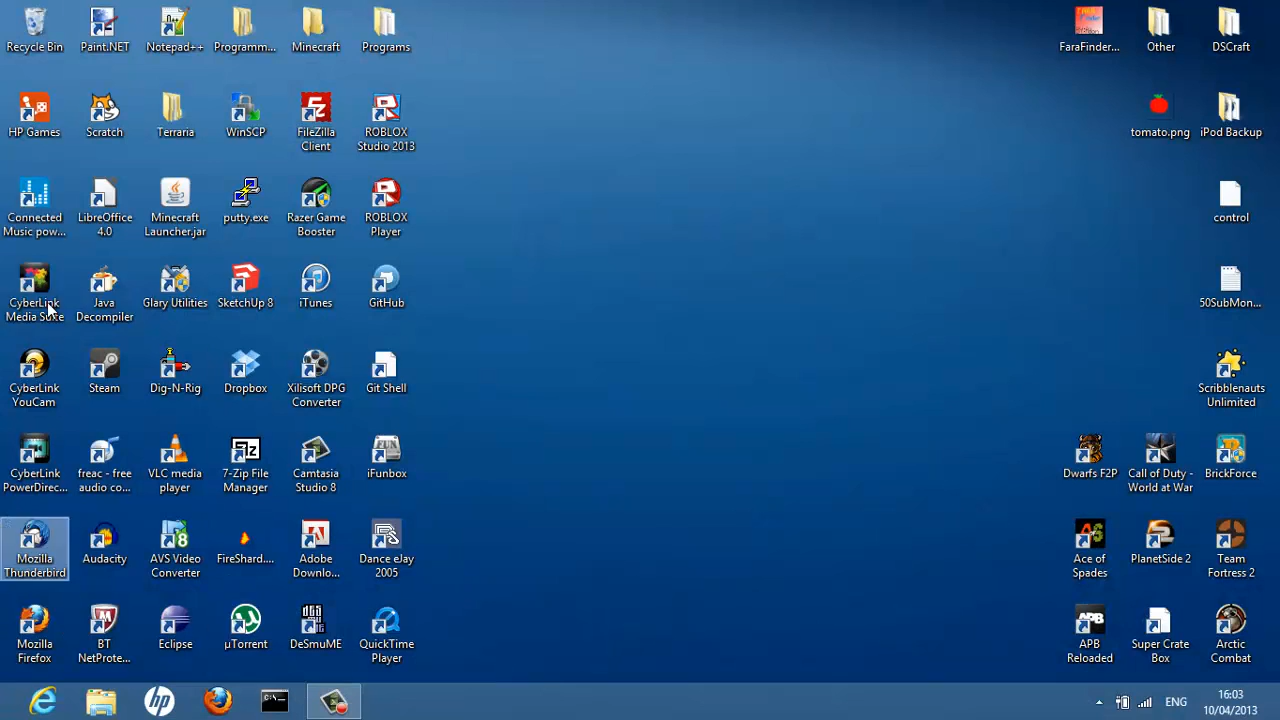 Recycle Bin
Paint.NET
Notepad++
Programm...
Minecraft
Programs
FaraFinder...
Other
DSCraft
HP Games
Scratch
Terraria
WinSCP
FileZilla
Client
ROBLOX
Studio 2013
tomato.png
iPod Backup
Connected
Music pow...
LibreOffice
4.0
Minecraft
Launcher.jar
putty.exe
Razer Game
Booster
ROBLOX
Player
control
CyberLink
Media Suite
Java
Decompiler
Glary Utilities
SketchUp 8
iTunes
GitHub
50SubMon...
CyberLink
YouCam
Steam
Dig-N-Rig
Dropbox
Xilisoft DPG
Converter
Git Shell
Scribblenauts
Unlimited
CyberLink
PowerDirec...
freac - free
audio co...
VLC media
player
7-Zip File
Manager
Camtasia
Studio 8
iFunbox
Dwarfs F2P
Call of Duty -
World at War
BrickForce
Mozilla
Thunderbird
Audacity
AVS Video
Converter
FireShard....
Adobe
Downlo...
Dance eJay
2005
Ace of
Spades
PlanetSide 2
Team
Fortress 2
Mozilla
Firefox
BT
NetProte...
Eclipse
µTorrent
DeSmuME
QuickTime
Player
APB
Reloaded
Super Crate
Box
Arctic
Combat
ENG
16:03
10/04/2013